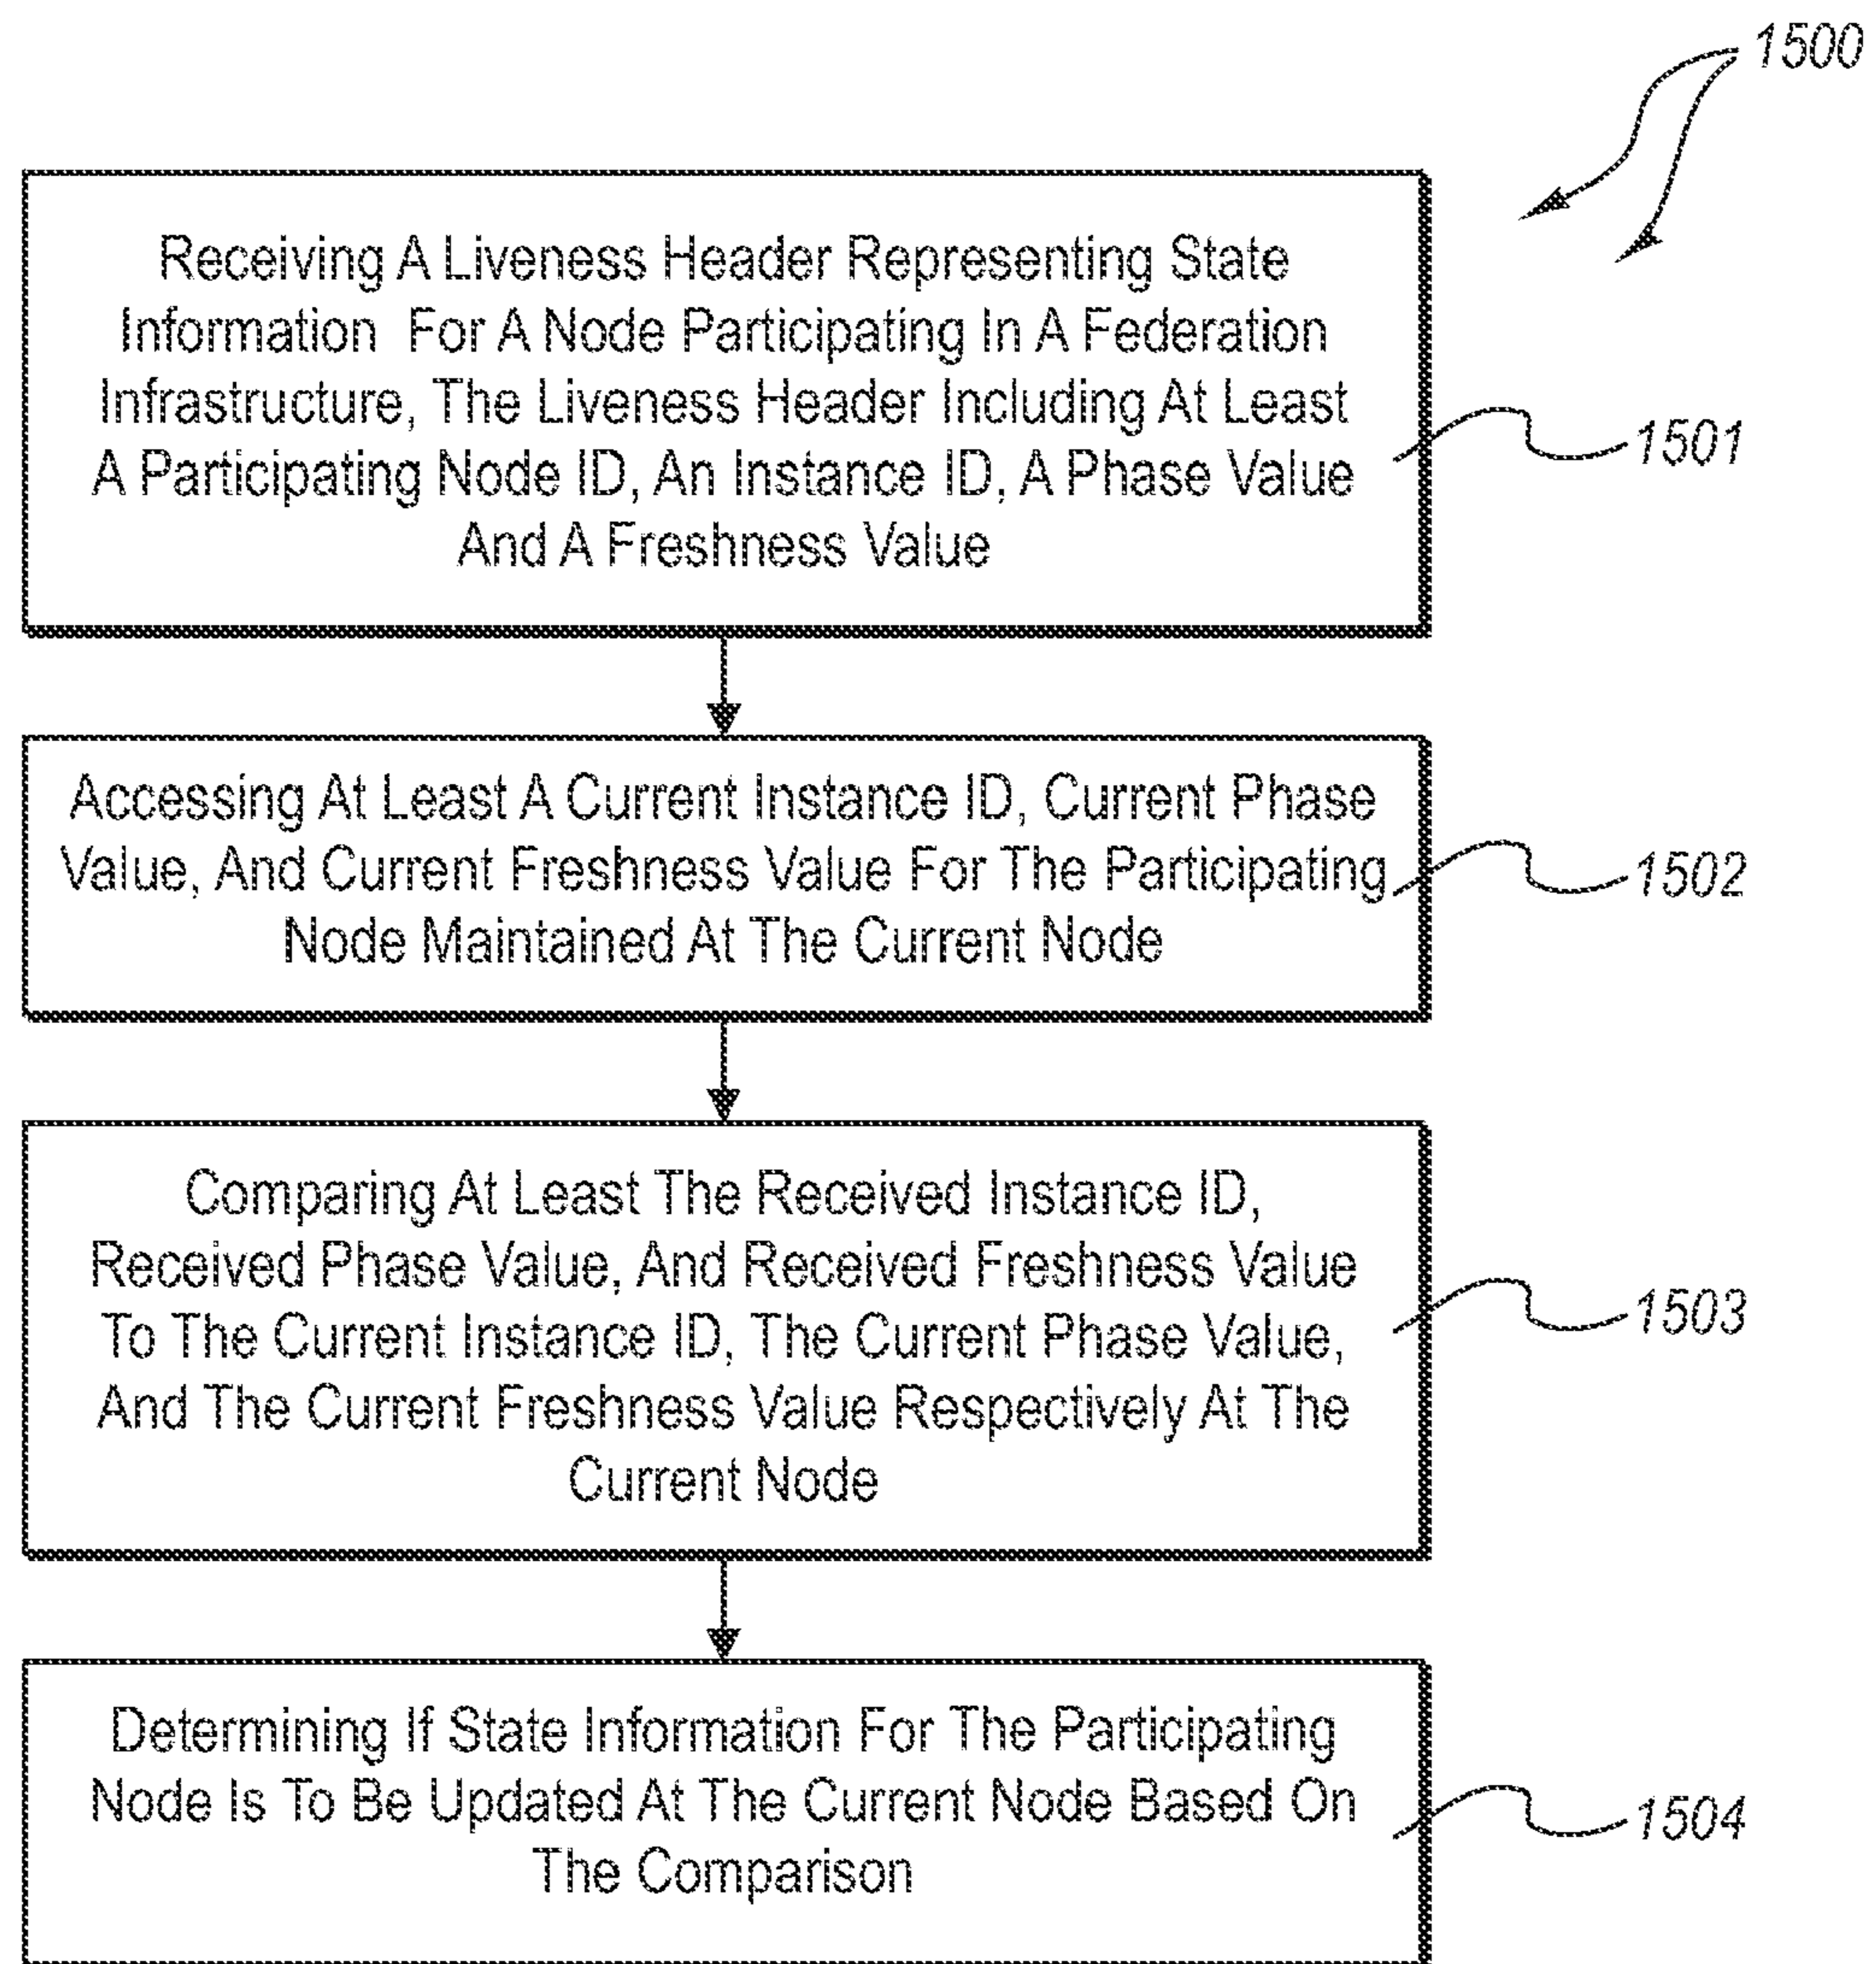 1500
Receiving A Liveness Header Representing State
Information For A Node Participating In A Federation
Infrastructure, The Liveness Header Including At Least
A Participating Node ID, An Instance ID, A Phase Value
And A Freshness Value
1501
Accessing At Least A Current Instance ID, Current Phase
Value, And Current Freshness Value For The Participating
Node Maintained At The Current Node
1502
Comparing At Least The Received Instance ID,
Received Phase Value, And Received Freshness Value
To The Current Instance ID, The Current Phase Value,
And The Current Freshness Value Respectively At The
Current Node
1503
Determining If State Information For The Participating
Node Is To Be Updated At The Current Node Based On
The Comparison
1504